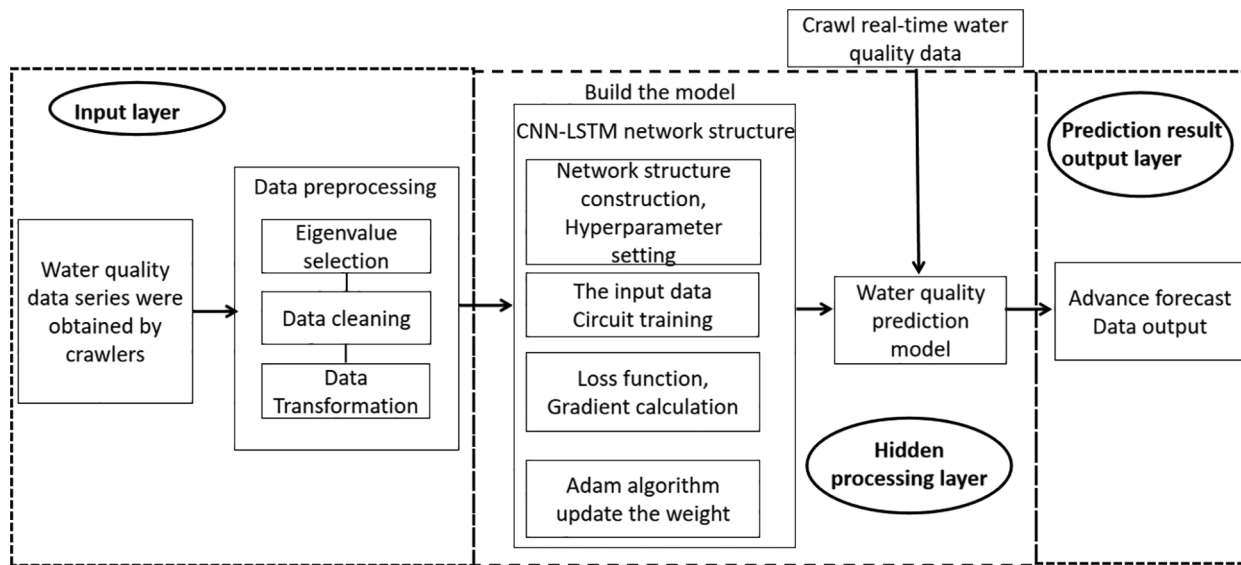 Crawl real-time water
quality data
Input layer
Build the model
CNN-LSTM network structure
Prediction result
output layer
Data preprocessing
Eigenvalue
selection
Data cleaning
Data
Transformation
Water quality
data series were
obtained by
crawlers
Network structure
construction,
Hyperparameter
setting
The input data
Circuit training
Loss function,
Gradient calculation
Adam algorithm
update the weight
Water quality
prediction
model
Advance forecast
Data output
Hidden
processing layer